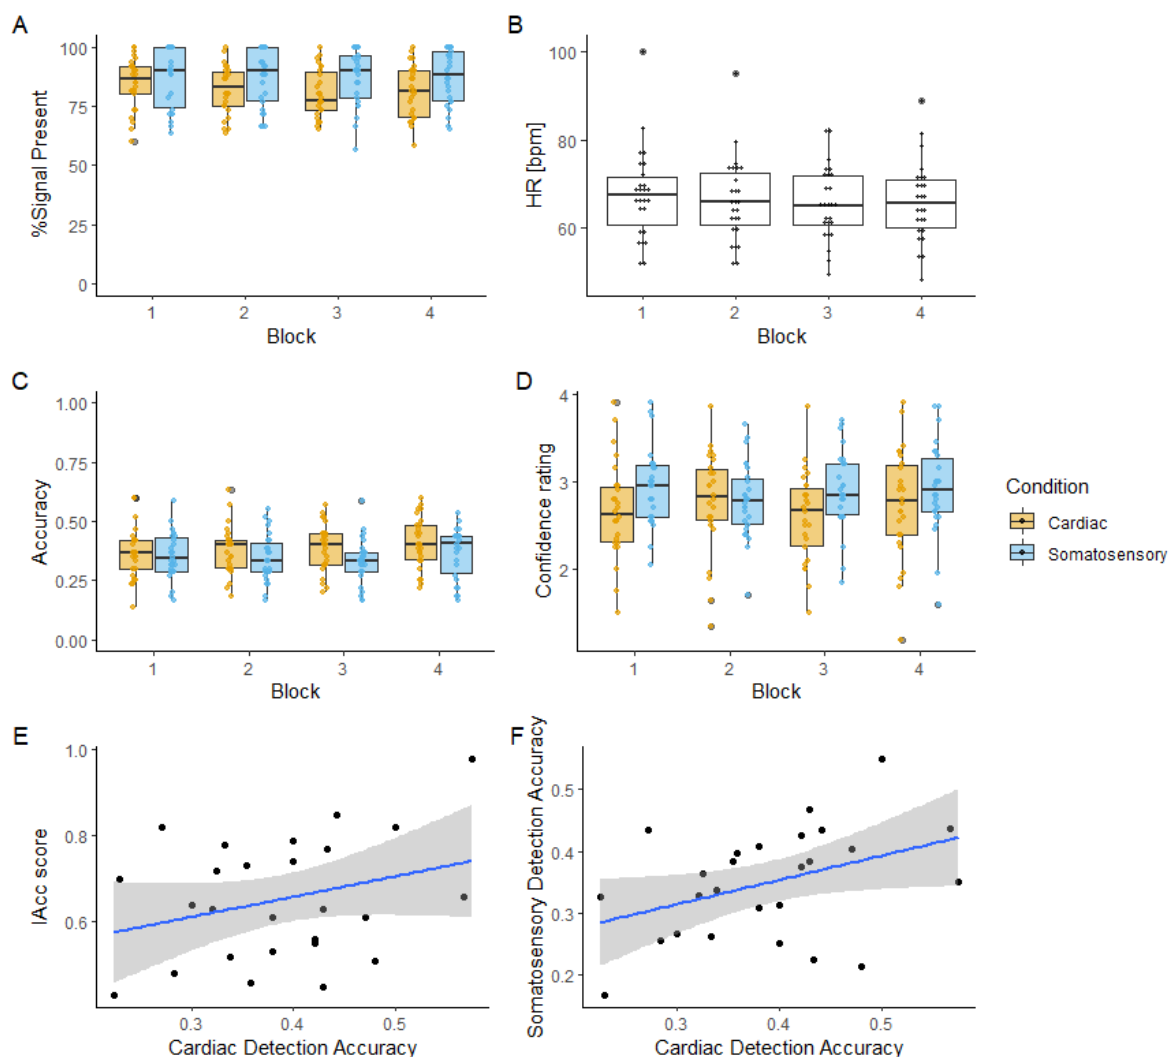 A
B
%Signal Present
100
75
50
25
0
1
2
3
4
Block
HR [bpm]
100
80
60
1
2
3
4
Block
C
D
Accuracy
1.00
0.75
0.50
0.25
0.00
1
2
3
4
Block
Confidence rating
4
3
2
1
2
3
4
Block
Condition
Cardiac
Somatosensory
E
F
IAcc score
1.0
0.8
0.6
0.3
0.4
0.5
Cardiac Detection Accuracy
Somatosensory Detection Accuracy
0.5
0.4
0.3
0.2
0.3
0.4
0.5
Cardiac Detection Accuracy